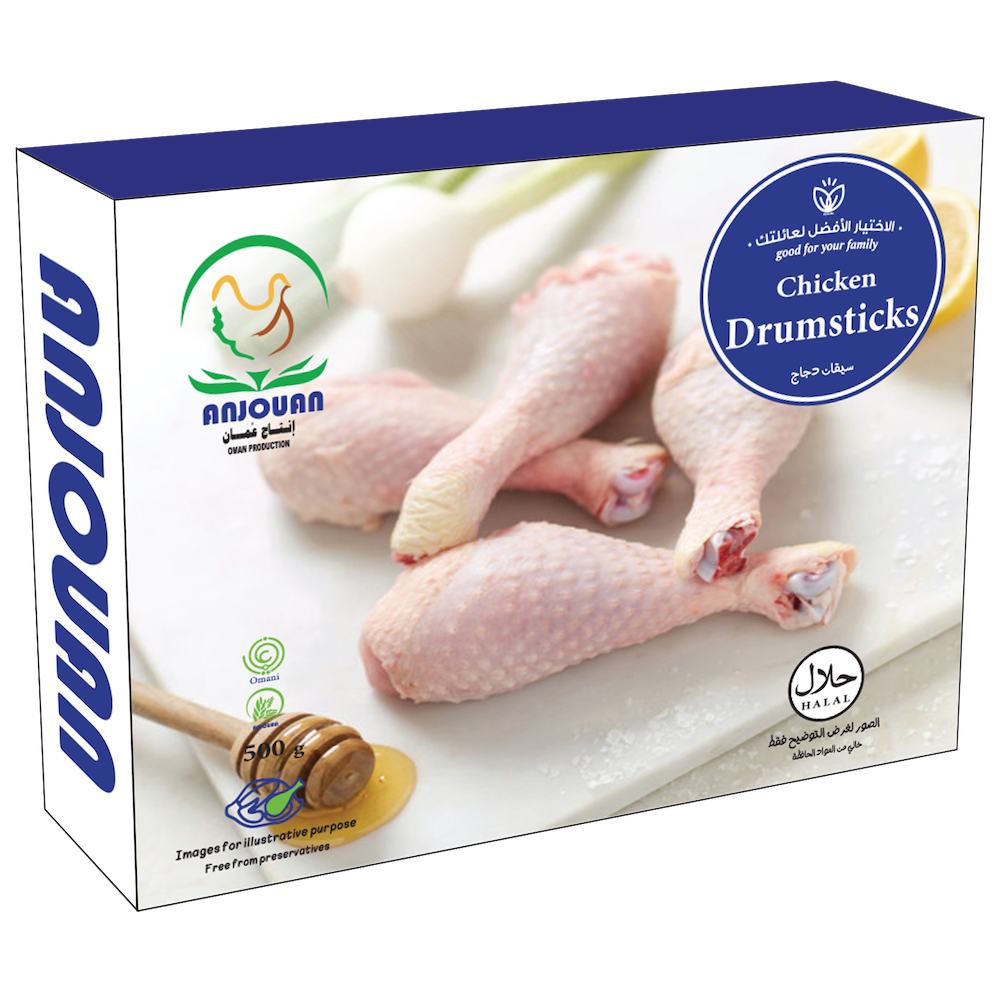 ANJOUAN
ANJOUAN
إنتاج عُمان
OMAN PRODUCTION
الاختيار الأفضل لعائلتك
good for your family
Chicken
Drumsticks
سيقان دجاج
Omani
500 g
Images for illustrative purpose
Free from preservatives
حلال
HALAL
الصور لغرض التوضيح فقط
خالي من المواد الحافظة